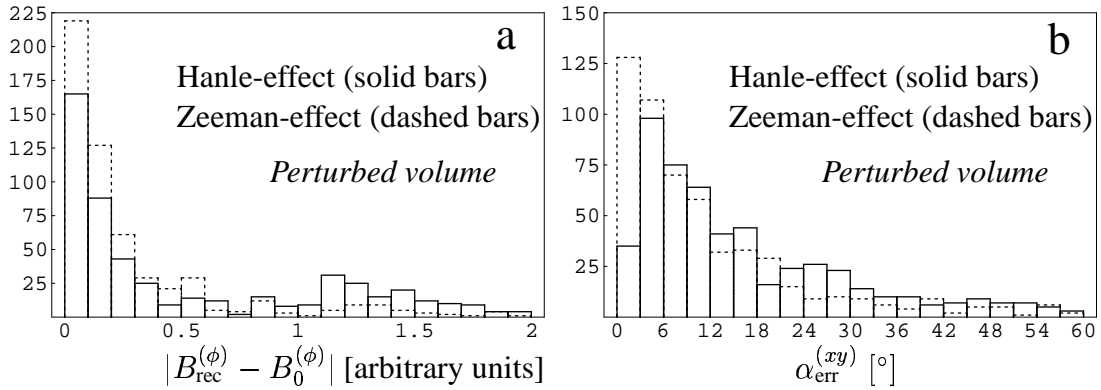 225
200
175
150
125
100
75
50
25
a
Hanle-effect (solid bars)
Zeeman-effect (dashed bars)
Perturbed volume
0 0.5 1 1.5 2
|B_rec^(ϕ) − B_0^(ϕ)| [arbitrary units]
150
125
100
75
50
25
b
Hanle-effect (solid bars)
Zeeman-effect (dashed bars)
Perturbed volume
0 6 12 18 24 30 36 42 48 54 60
α_err^(xy) [°]